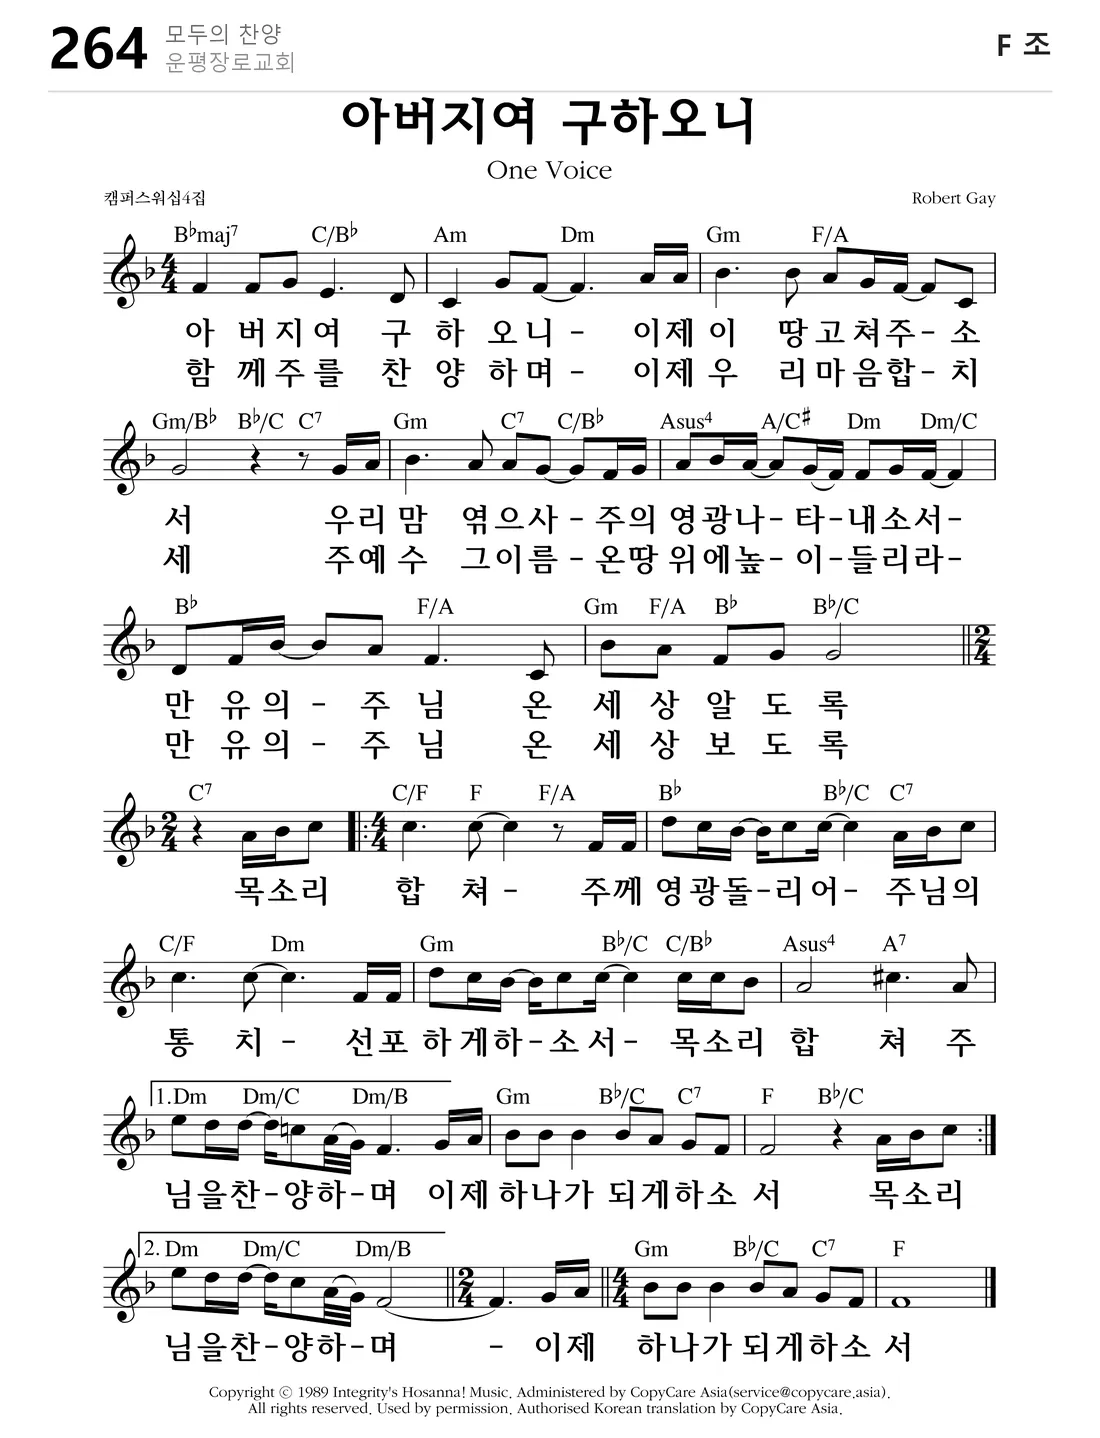 264 모두의 찬양
운평장로교회
F 조
아버지여 구하오니
One Voice
캠퍼스워십4집 Robert Gay
B♭maj7 C/B♭ Am Dm Gm F/A
아 버지여 구 하 오니- 이제이 땅고쳐주-소
함 께주를 찬 양 하며- 이제우 리마음합-치
Gm/B♭ B♭/C C7 Gm C7 C/B♭ Asus4 A/C♯ Dm Dm/C
서 우리맘 엮으사-주의영광나-타-내소서-
세 주예수 그이름-온땅위에높-이-들리라-
B♭ F/A Gm F/A B♭ B♭/C
만 유의- 주 님 온 세 상 알 도 록
만 유의- 주 님 온 세 상 보 도 록
C7 C/F F F/A B♭ B♭/C C7
목소리 합 쳐- 주께영광돌-리어- 주님의
C/F Dm Gm B♭/C C/B♭ Asus4 A7
통 치- 선포하게하-소서- 목소리 합 쳐 주
1.Dm Dm/C Dm/B Gm B♭/C C7 F B♭/C
님을찬-양하-며 이제하나가 되게하소 서 목소리
2. Dm Dm/C Dm/B Gm B♭/C C7 F
님을찬-양하-며 - 이제 하나가되게하소 서
Copyright ⓒ 1989 Integrity's Hosanna! Music. Administered by CopyCare Asia(service@copycare.asia).
All rights reserved. Used by permission. Authorised Korean translation by CopyCare Asia.